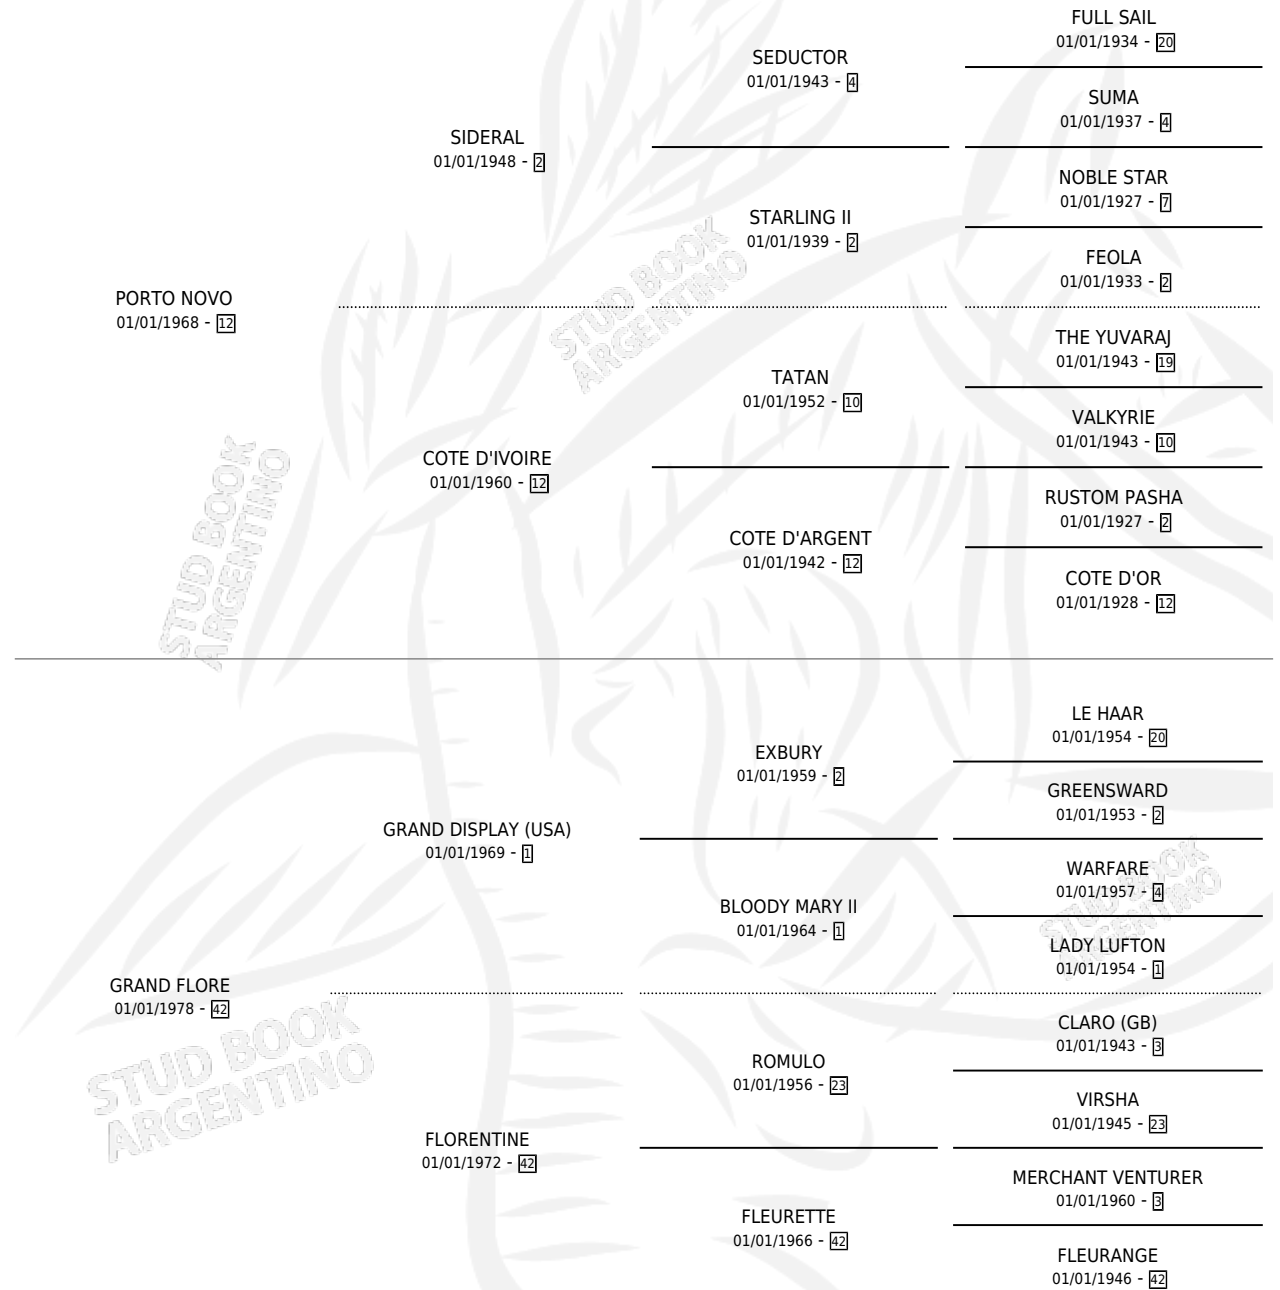 FULL SAIL
01/01/1934 - 20
SEDUCTOR
01/01/1943 - 4
SUMA
01/01/1937 - 4
SIDERAL
01/01/1948 - 2
NOBLE STAR
01/01/1927 - 7
STARLING II
01/01/1939 - 2
FEOLA
01/01/1933 - 2
PORTO NOVO
01/01/1968 - 12
STUD BOOK
ARGENTINO
THE YUVARAJ
01/01/1943 - 19
TATAN
01/01/1952 - 10
VALKYRIE
01/01/1943 - 10
COTE D'IVOIRE
01/01/1960 - 12
STUD BOOK
ARGENTINO
RUSTOM PASHA
01/01/1927 - 2
COTE D'ARGENT
01/01/1942 - 12
COTE D'OR
01/01/1928 - 12
LE HAAR
01/01/1954 - 20
EXBURY
01/01/1959 - 2
GREENSWARD
01/01/1953 - 2
GRAND DISPLAY (USA)
01/01/1969 - 1
WARFARE
01/01/1957 - 4
STUD BOOK
ARGENTINO
BLOODY MARY II
01/01/1964 - 1
LADY LUFTON
01/01/1954 - 1
GRAND FLORE
01/01/1978 - 42
STUD BOOK
ARGENTINO
CLARO (GB)
01/01/1943 - 3
ROMULO
01/01/1956 - 23
VIRSHA
01/01/1945 - 23
FLORENTINE
01/01/1972 - 42
MERCHANT VENTURER
01/01/1960 - 3
FLEURETTE
01/01/1966 - 42
FLEURANGE
01/01/1946 - 42